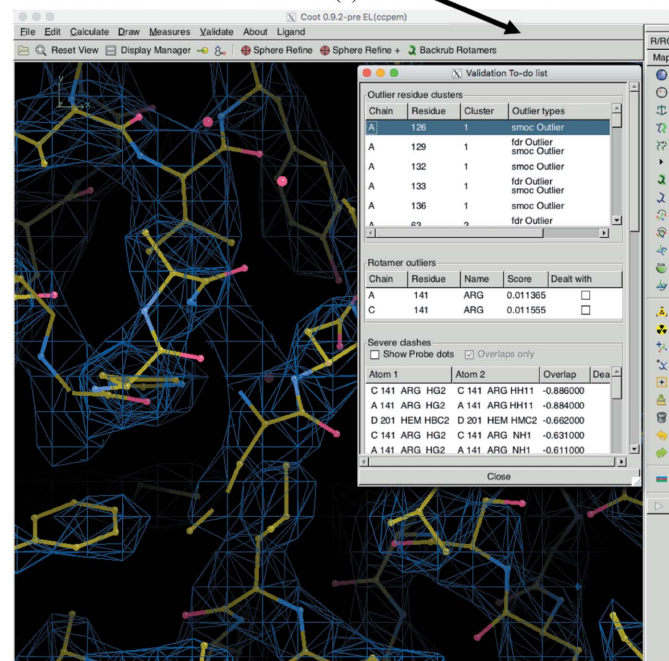 Coot 0.9.2-pre EL(ccpem)
File Edit Calculate Draw Measures Validate About Ligand
Reset View Display Manager Sphere Refine Sphere Refine + Backrub Rotamers
R/RC
Map
Validation To-do list
Outlier residue clusters
Chain Residue Cluster Outlier types
A 126 1 smoc Outlier
A 129 1 fdr Outlier
smoc Outlier
A 132 1 smoc Outlier
A 133 1 fdr Outlier
smoc Outlier
A 136 1 smoc Outlier
A 63 2 fdr Outlier
Rotamer outliers
Chain Residue Name Score Dealt with
A 141 ARG 0.011365
C 141 ARG 0.011555
Severe clashes
Show Probe dots Overlaps only
Atom 1 Atom 2 Overlap Dea
C 141 ARG HG2 C 141 ARG HH11 -0.886000
A 141 ARG HG2 A 141 ARG HH11 -0.884000
D 201 HEM HBC2 D 201 HEM HMC2 -0.662000
C 141 ARG HG2 C 141 ARG NH1 -0.631000
A 141 ARG HG2 A 141 ARG NH1 -0.611000
Close